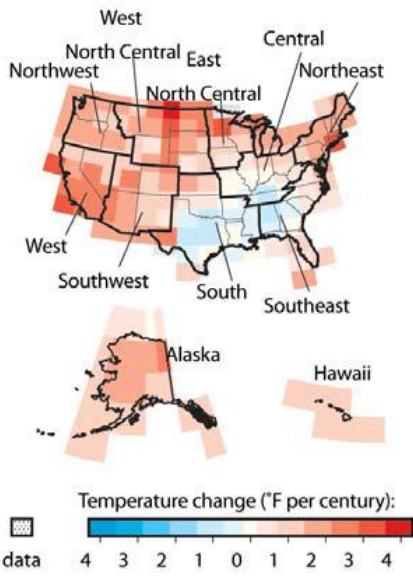 West
North Central
Northwest
East
North Central
Central
Northeast
West
Southwest
South
Southeast
Alaska
Hawaii
Temperature change (°F per century):
data
4 3 2 1 0 1 2 3 4